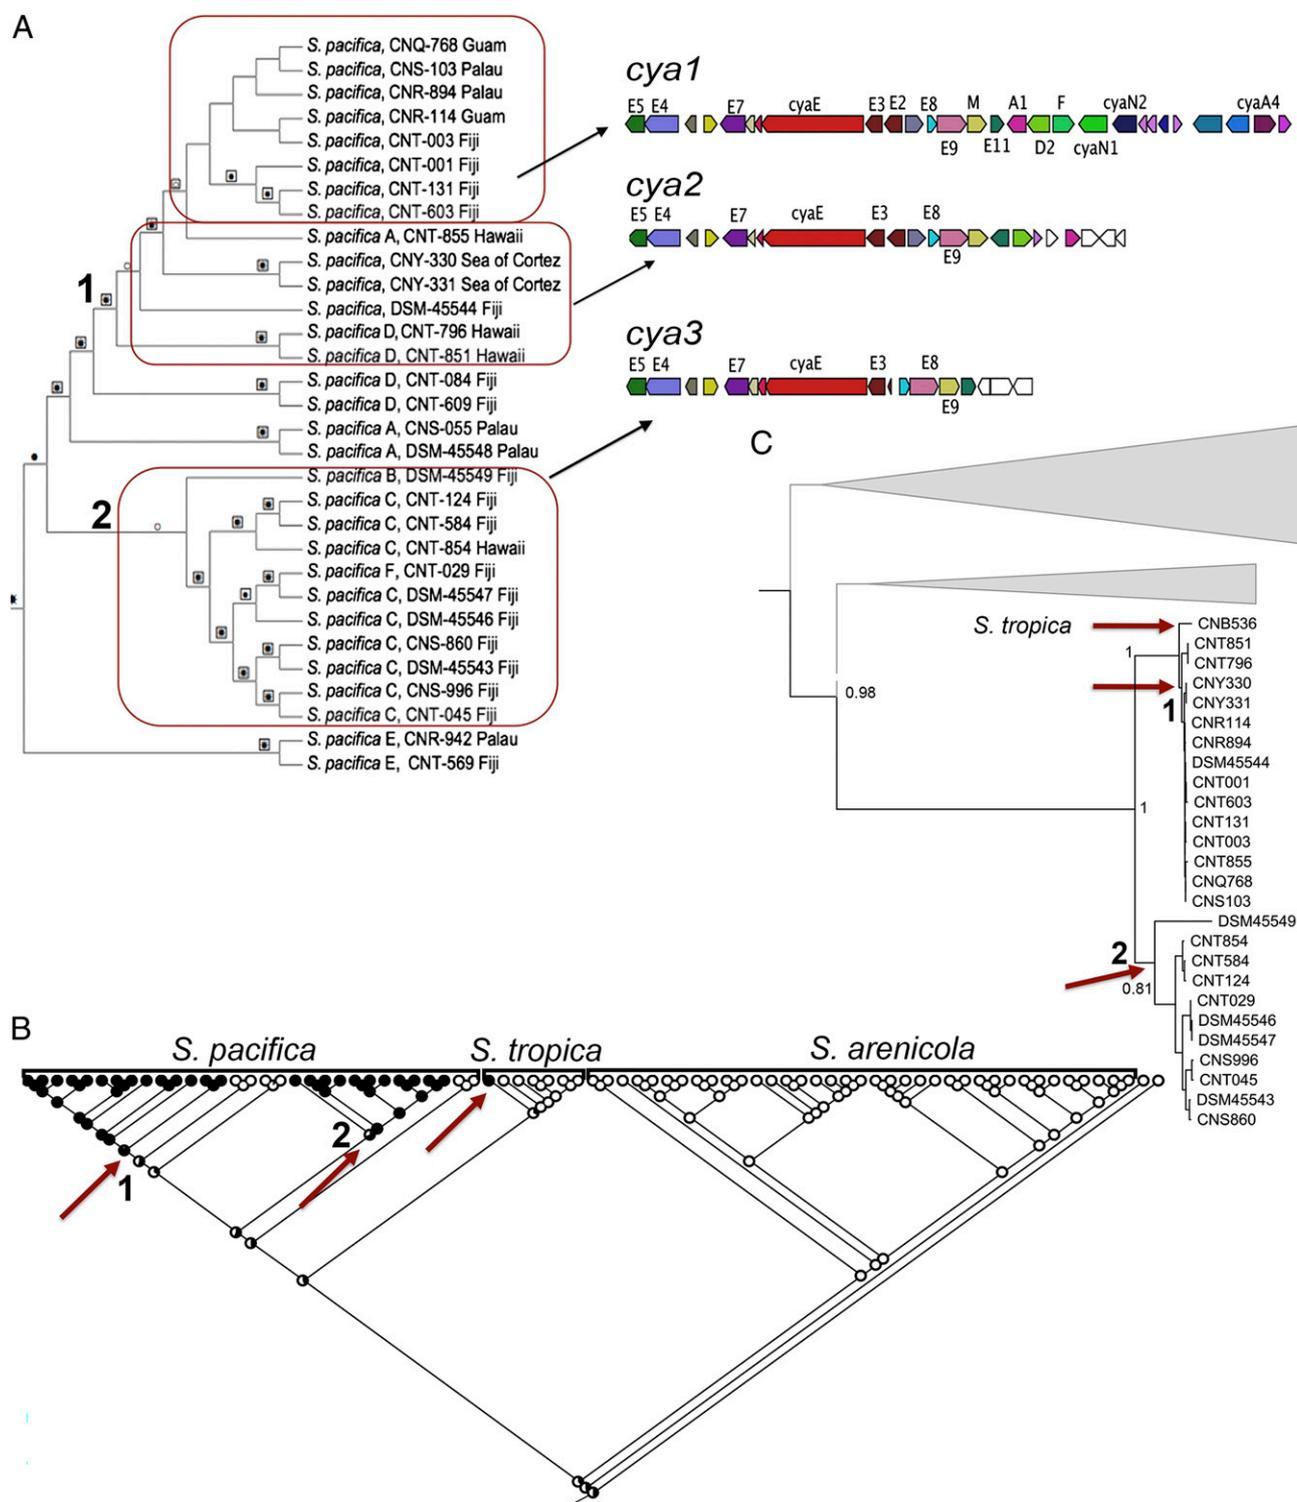 A
S. pacifica, CNQ-768 Guam
S. pacifica, CNS-103 Palau
S. pacifica, CNR-894 Palau
S. pacifica, CNR-114 Guam
S. pacifica, CNT-003 Fiji
S. pacifica, CNT-001 Fiji
S. pacifica, CNT-131 Fiji
S. pacifica, CNT-603 Fiji
S. pacifica A, CNT-855 Hawaii
S. pacifica, CNY-330 Sea of Cortez
S. pacifica, CNY-331 Sea of Cortez
S. pacifica, DSM-45544 Fiji
S. pacifica D, CNT-796 Hawaii
S. pacifica D, CNT-851 Hawaii
S. pacifica D, CNT-084 Fiji
S. pacifica D, CNT-609 Fiji
S. pacifica A, CNS-055 Palau
S. pacifica A, DSM-45548 Palau
S. pacifica B, DSM-45549 Fiji
S. pacifica C, CNT-124 Fiji
S. pacifica C, CNT-584 Fiji
S. pacifica C, CNT-854 Hawaii
S. pacifica F, CNT-029 Fiji
S. pacifica C, DSM-45547 Fiji
S. pacifica C, DSM-45546 Fiji
S. pacifica C, CNS-860 Fiji
S. pacifica C, DSM-45543 Fiji
S. pacifica C, CNS-996 Fiji
S. pacifica C, CNT-045 Fiji
S. pacifica E, CNR-942 Palau
S. pacifica E, CNT-569 Fiji
1
2
cya1
E5 E4 E7 cyaE E3 E2 E8 M A1 F cyaN2 cyaA4
E9 E11 D2 cyaN1
cya2
E5 E4 E7 cyaE E3 E8
E9
cya3
E5 E4 E7 cyaE E3 E8
E9
C
S. tropica
CNB536
CNT851
CNT796
CNY330
CNY331
CNR114
CNR894
DSM45544
CNT001
CNT603
CNT131
CNT003
CNT855
CNQ768
CNS103
DSM45549
CNT854
CNT584
CNT124
CNT029
DSM45546
DSM45547
CNS996
CNT045
DSM45543
CNS860
1
0.98
1
1
2
0.81
B
S. pacifica S. tropica S. arenicola
2
1